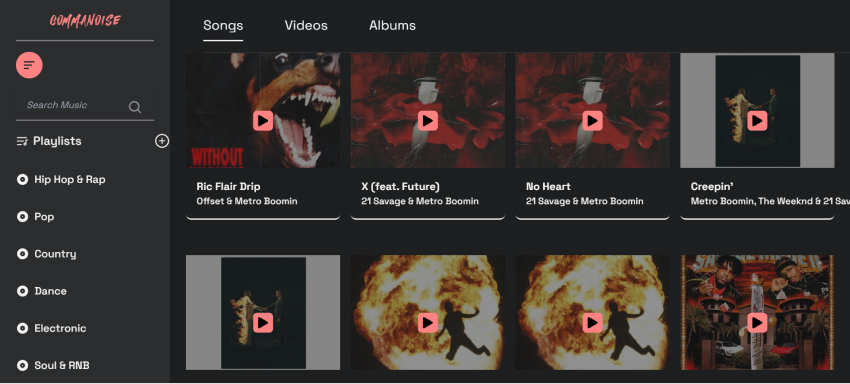 COMMANOISE
Songs
Videos
Albums
Search Music
Playlists
Hip Hop & Rap
Pop
Country
Dance
Electronic
Soul & RNB
WITHOUT
Ric Flair Drip
Offset & Metro Boomin
X (feat. Future)
21 Savage & Metro Boomin
No Heart
21 Savage & Metro Boomin
Creepin'
Metro Boomin, The Weeknd & 21 Sav